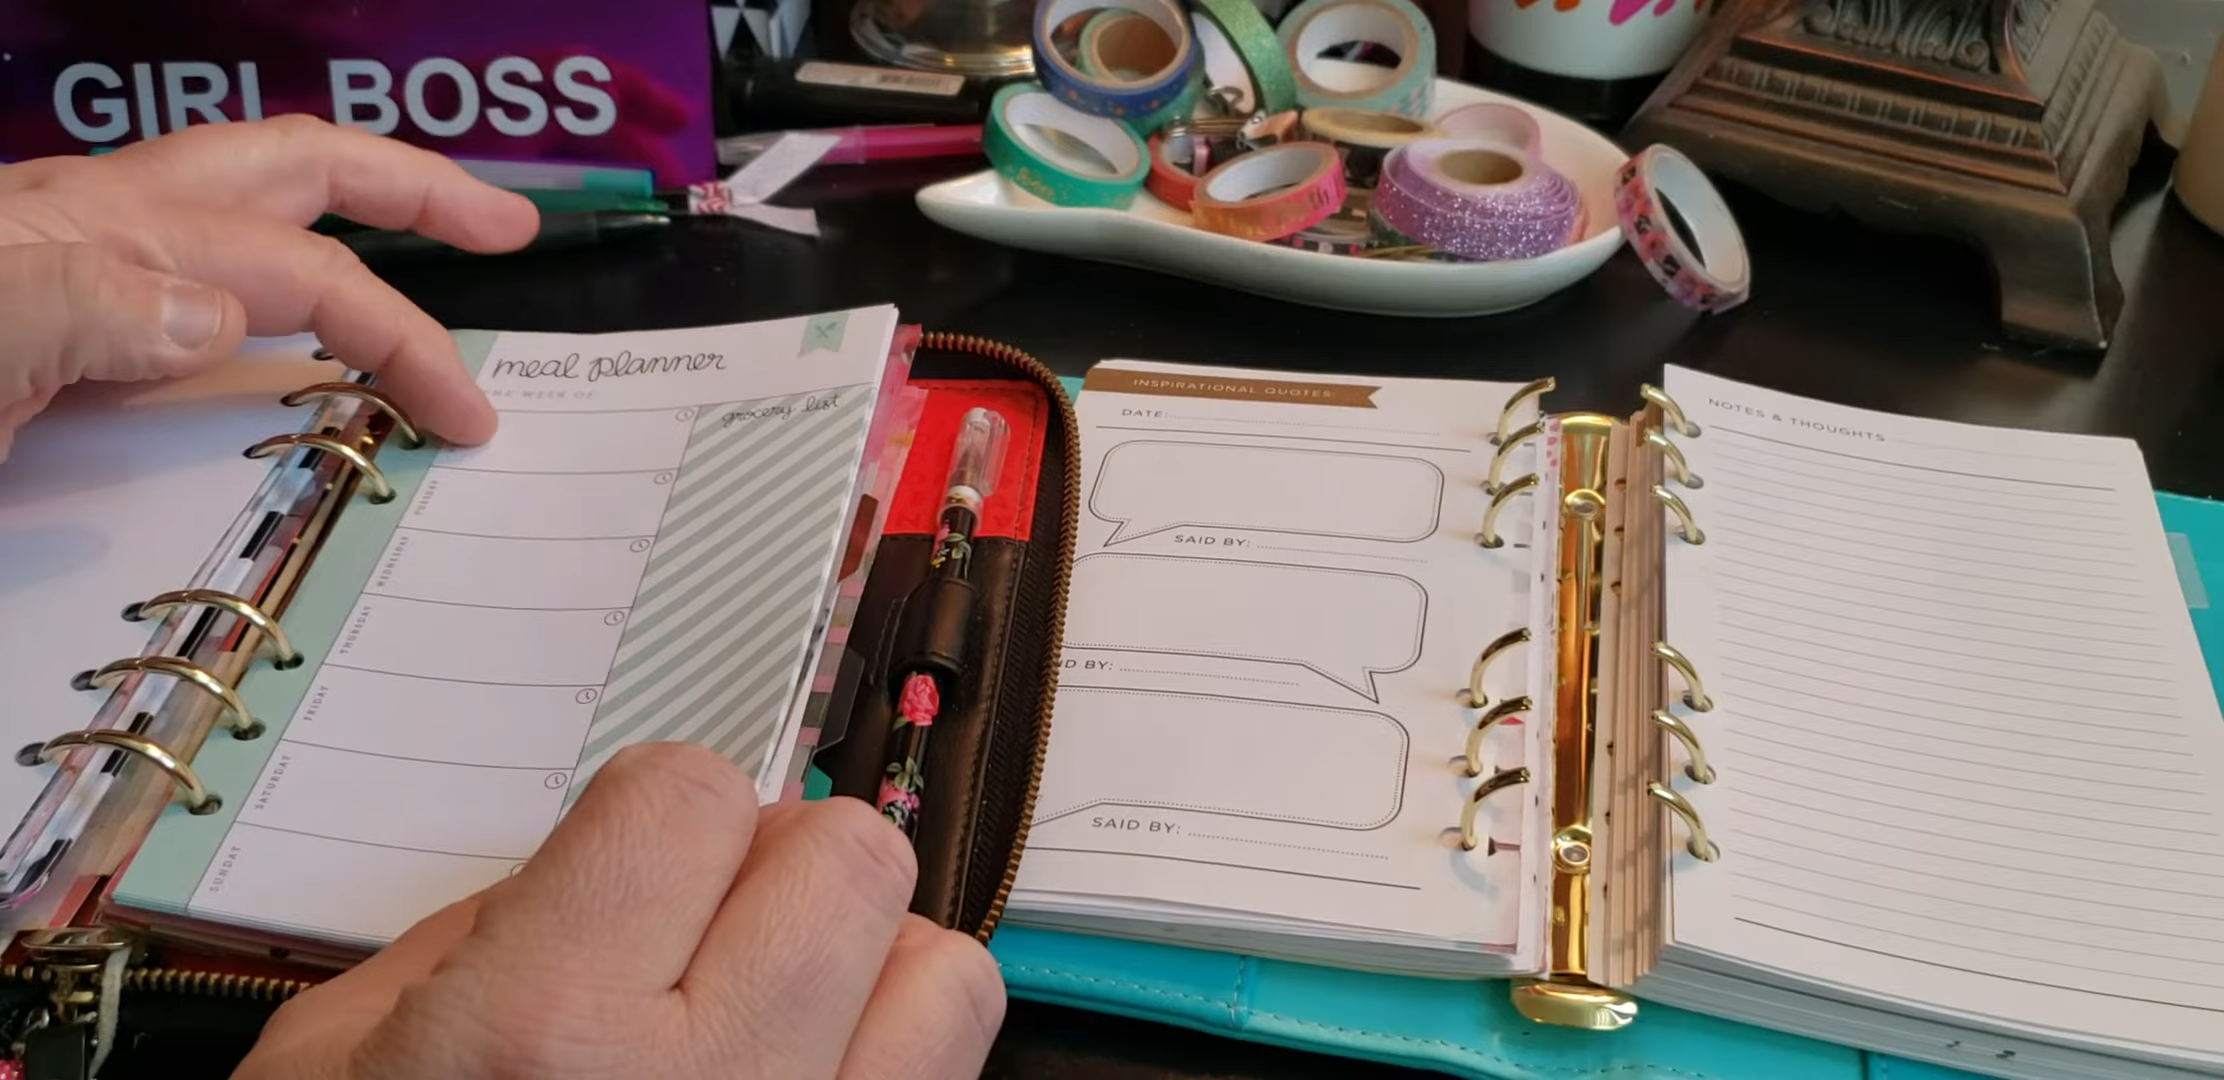 GIRL BOSS
meal planner
THE WEEK OF
grocery list
TUESDAY
WEDNESDAY
THURSDAY
FRIDAY
SATURDAY
SUNDAY
INSPIRATIONAL QUOTES:
DATE:
SAID BY:
D BY:
SAID BY:
NOTES & THOUGHTS